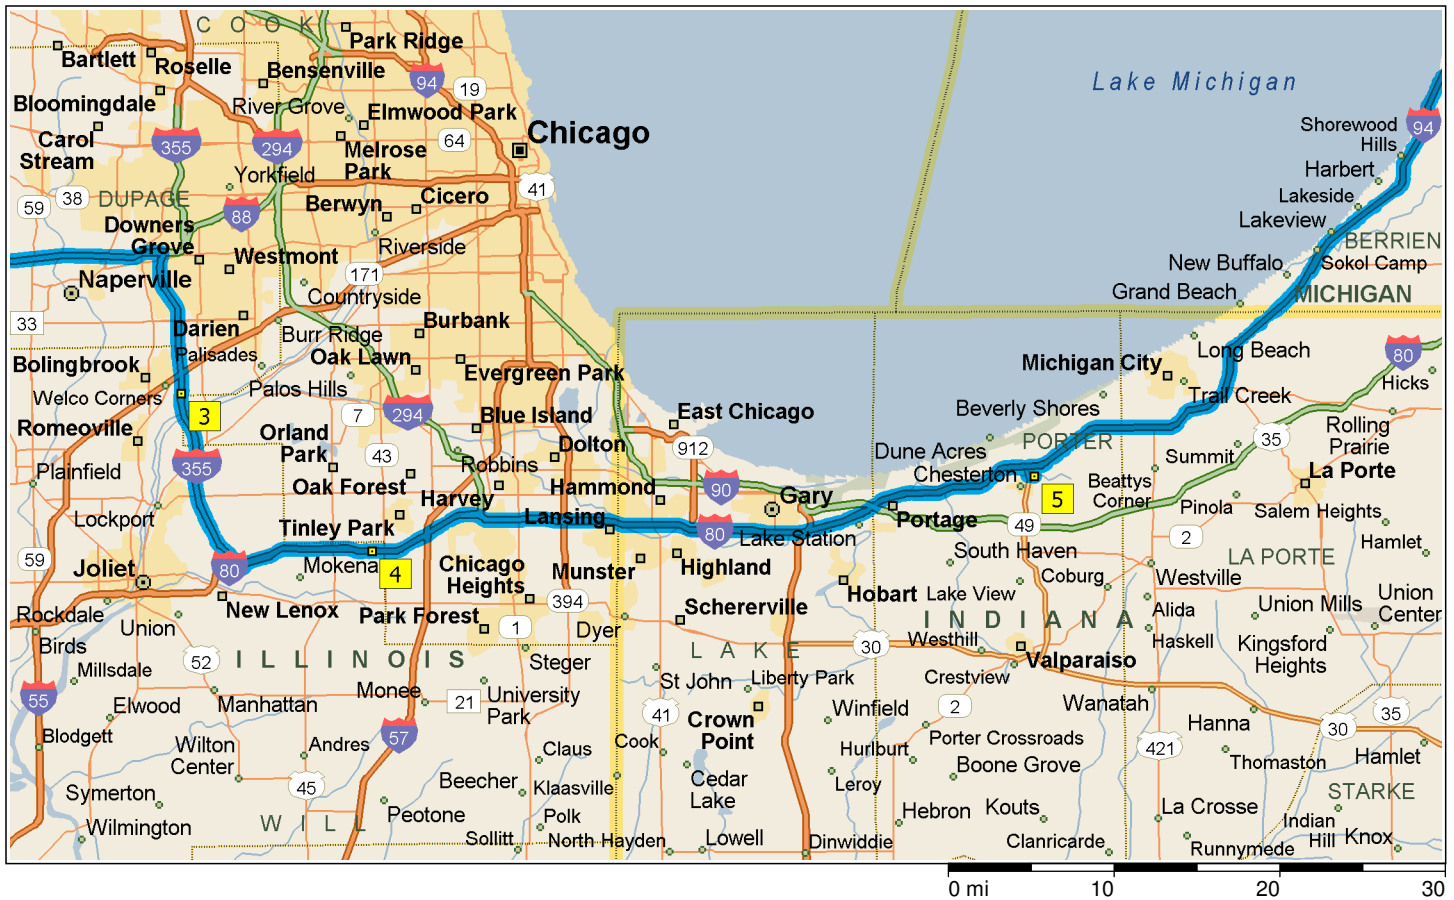 C O O K
Park Ridge
Bartlett
Roselle
Bensenville
94
19
Lake Michigan
Bloomingdale
River Grove
Elmwood Park
Chicago
Shorewood
Hills
94
Carol
Stream
355
294
64
Melrose
Park
Harbert
Yorkfield
41
59
38
DUPAGE
88
Berwyn
Cicero
Lakeside
Lakeview
Downers
Grove
Westmont
Riverside
BERRIEN
New Buffalo
Sokol Camp
Naperville
171
Countryside
Grand Beach
MICHIGAN
33
Darien
Burr Ridge
Burbank
Palisades
Oak Lawn
Long Beach
80
Bolingbrook
Evergreen Park
Michigan City
Hicks
Welco Corners
Palos Hills
Trail Creek
3
7
294
Blue Island
East Chicago
Beverly Shores
Romeoville
Orland
Park
43
Dolton
912
PORTER
35
Rolling
Prairie
355
Robbins
Dune Acres
Summit
Plainfield
Oak Forest
Harvey
Hammond
90
Gary
Chesterton
5
Beattys
Corner
La Porte
Lockport
Tinley Park
Lansing
80
Lake Station
Portage
49
Pinola
Salem Heights
2
Hamlet
59
Joliet
80
Mokena
4
Chicago
Heights
Munster
Highland
South Haven
LA PORTE
Coburg
Westville
Rockdale
New Lenox
Park Forest
394
Schererville
Hobart
Lake View
Union
Alida
Union Mills
Union
Center
Birds
1
Dyer
I N D I A N A
Haskell
Kingsford
Heights
52
I L L I N O I S
Steger
L A K E
30
Westhill
Valparaiso
Millsdale
St John
Liberty Park
Crestview
55
Elwood
Manhattan
Monee
21
University
Park
41
Crown
Point
Winfield
2
Wanatah
Hanna
30
35
Blodgett
Wilton
Center
Andres
57
Claus
Cook
Hurlburt
Porter Crossroads
421
Thomaston
Hamlet
45
Beecher
Klaasville
Cedar
Lake
Leroy
Boone Grove
Symerton
STARKE
Peotone
Polk
Hebron
Kouts
La Crosse
Wilmington
W I L L
Sollitt
North Hayden
Lowell
Dinwiddie
Clanricarde
Runnymede
Indian
Hill
Knox
0 mi
10
20
30